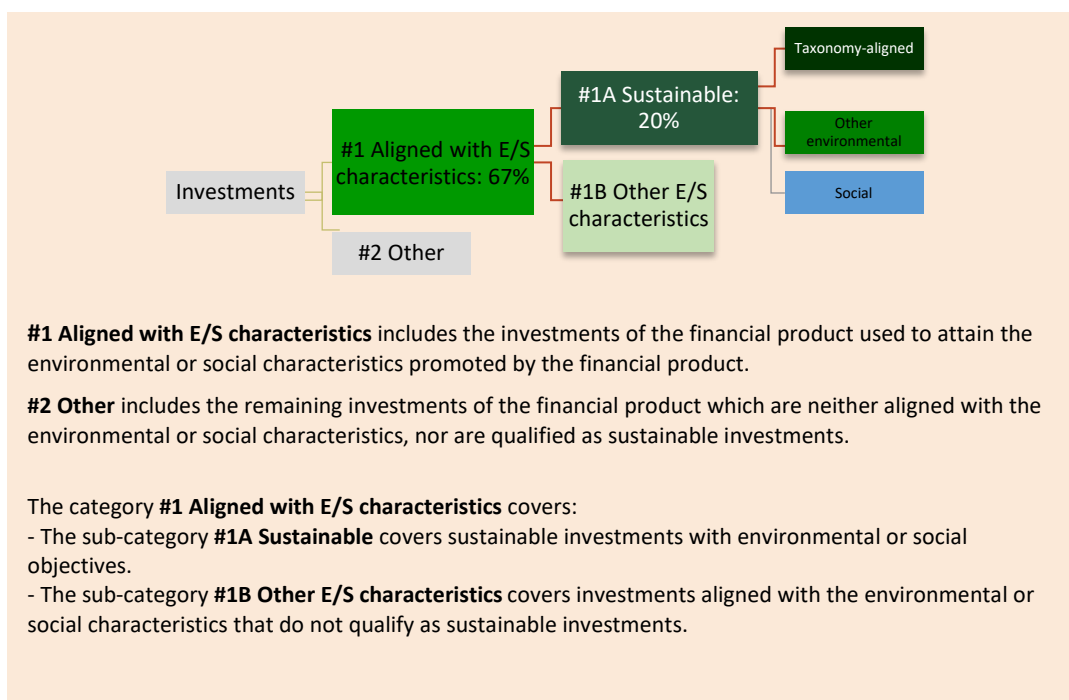 Taxonomy-aligned
#1A Sustainable:
20%
#1 Aligned with E/S
characteristics: 67%
Other
environmental
Investments
#1B Other E/S
characteristics
Social
#2 Other
#1 Aligned with E/S characteristics includes the investments of the financial product used to attain the
environmental or social characteristics promoted by the financial product.
#2 Other includes the remaining investments of the financial product which are neither aligned with the
environmental or social characteristics, nor are qualified as sustainable investments.
The category #1 Aligned with E/S characteristics covers:
- The sub-category #1A Sustainable covers sustainable investments with environmental or social
objectives.
- The sub-category #1B Other E/S characteristics covers investments aligned with the environmental or
social characteristics that do not qualify as sustainable investments.